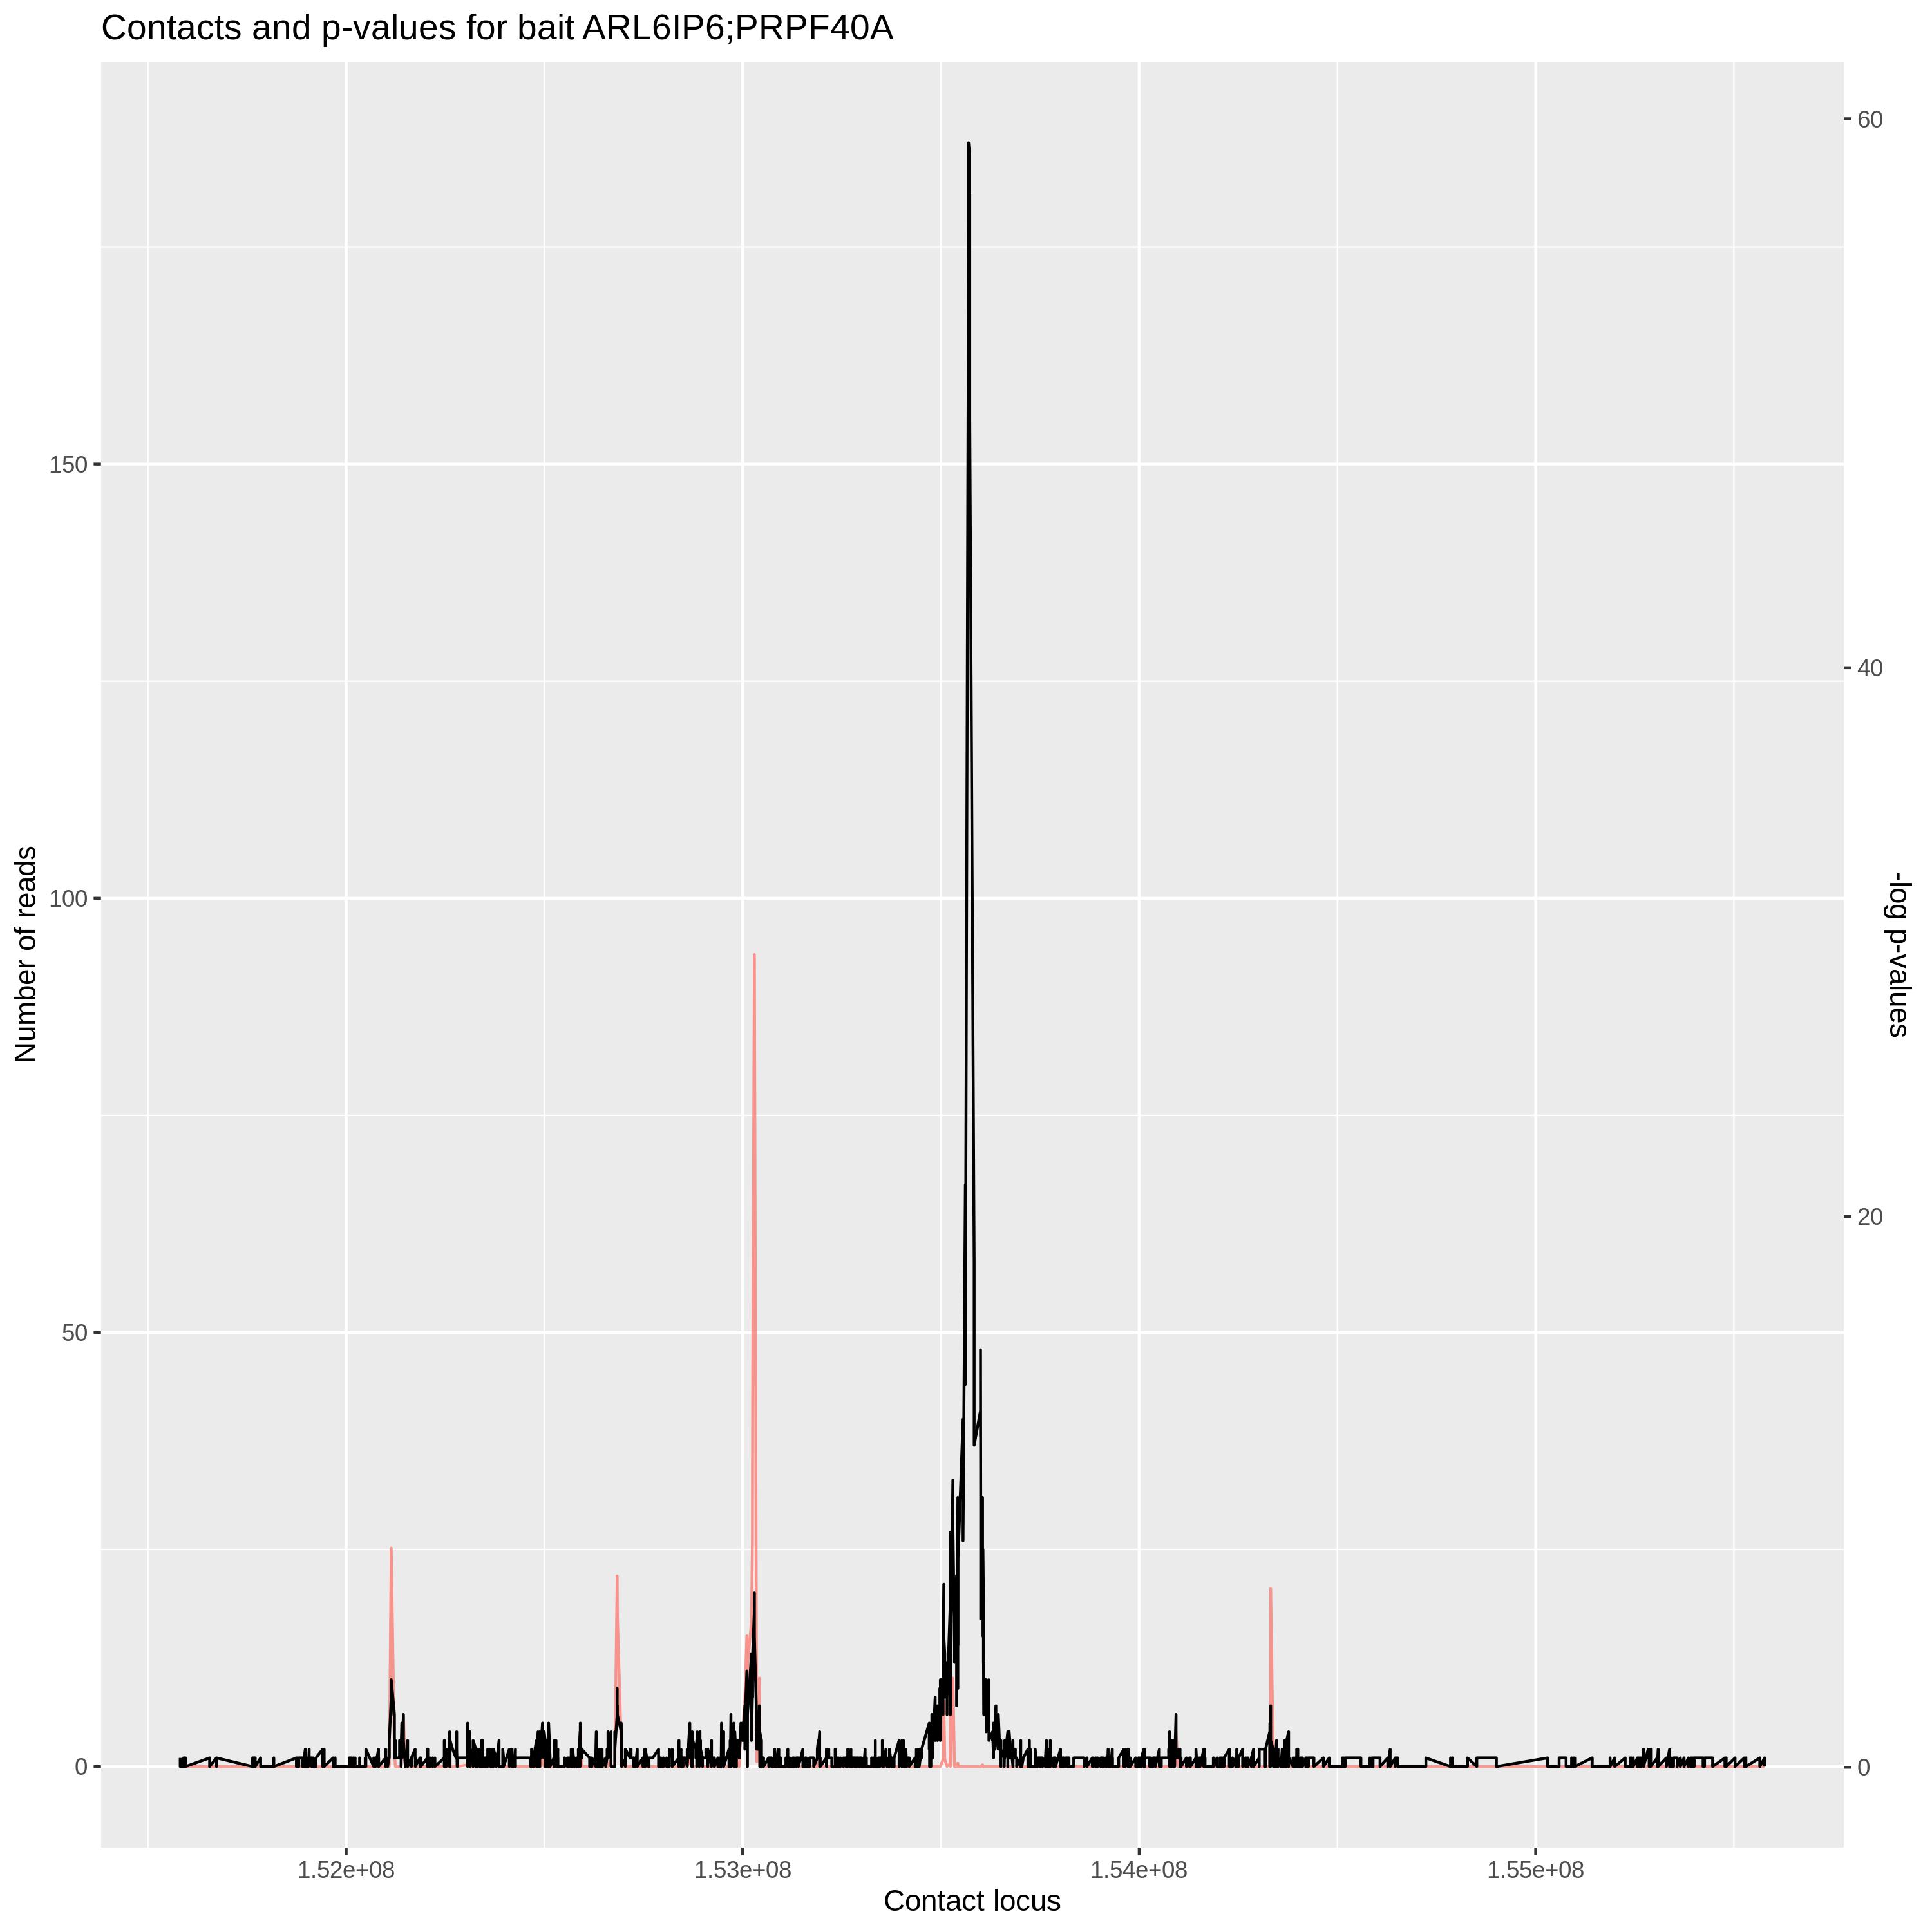 Contacts and p-values for bait ARL6IP6;PRPF40A
60
150
40
100
Number of reads
-log p-values
20
50
0
0
1.52e+08
1.53e+08
1.54e+08
1.55e+08
Contact locus